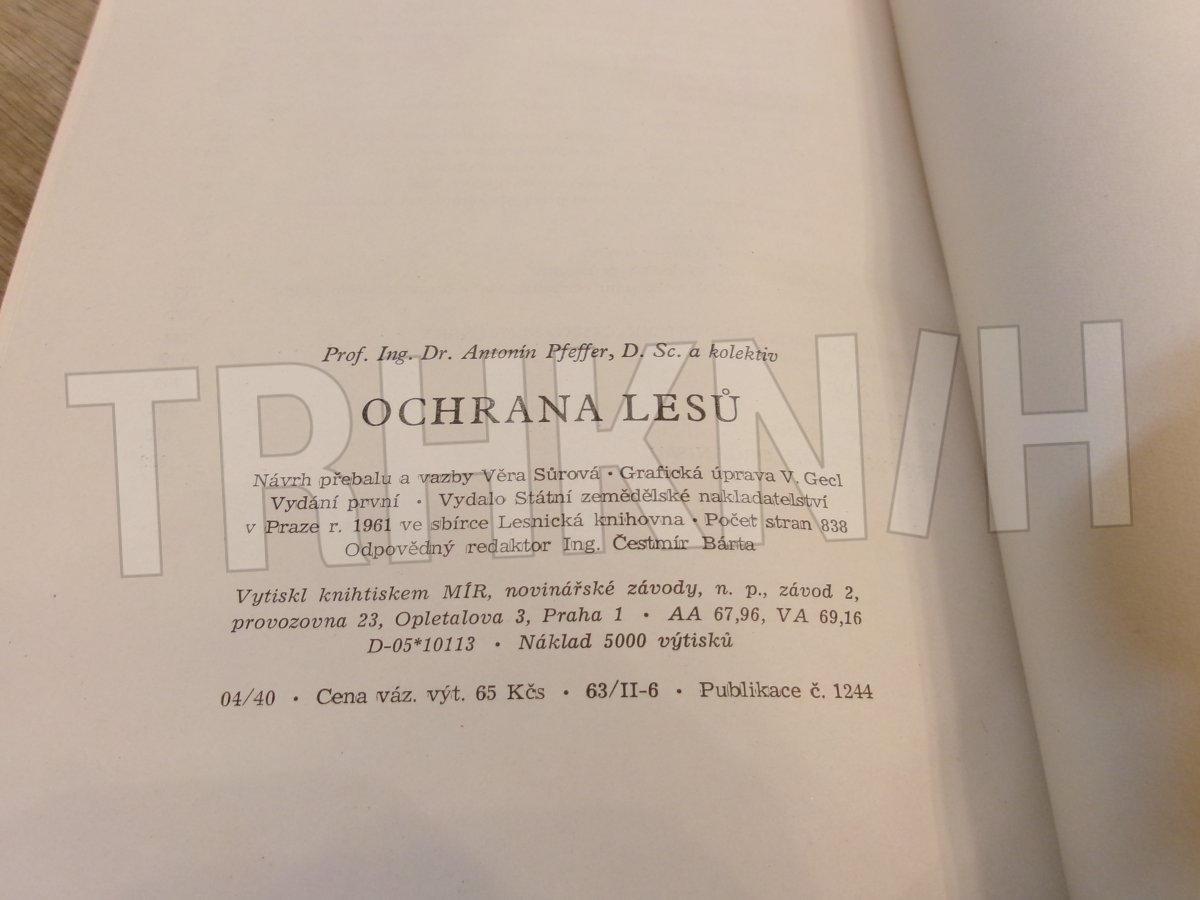 Prof. Ing. Dr. Antonín Pfeffer, D. Sc. a kolektiv
OCHRANA LESŮ
Návrh přebalu a vazby Věra Sůrová • Grafická úprava V. Gecl
Vydání první • Vydalo Státní zemědělské nakladatelství
v Praze r. 1961 ve sbírce Lesnická knihovna • Počet stran 838
Odpovědný redaktor Ing. Čestmír Bárta
Vytiskl knihtiskem MÍR, novinářské závody, n. p., závod 2,
provozovna 23, Opletalova 3, Praha 1 • AA 67,96, VA 69,16
D-05*10113 • Náklad 5000 výtisků
04/40 • Cena váz. výt. 65 Kčs • 63/II-6 • Publikace č. 1244
TRHKNIH